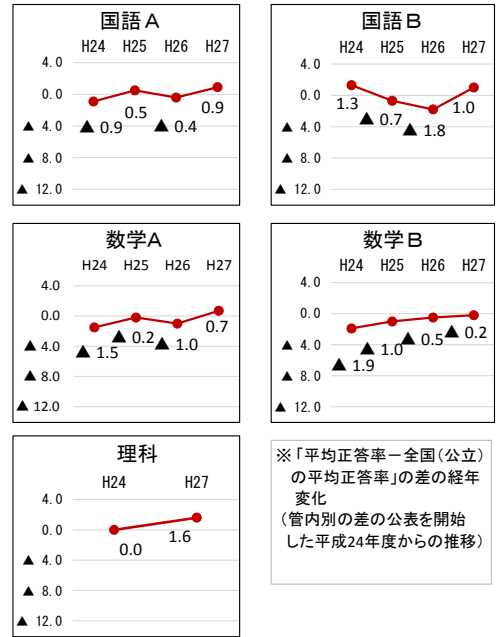 国語A
H24 H25 H26 H27
4.0
0.0
▲ 4.0
▲ 8.0
▲ 12.0
▲ 0.9
0.5
▲ 0.4
0.9
国語B
H24 H25 H26 H27
4.0
0.0
▲ 4.0
▲ 8.0
▲ 12.0
1.3
▲ 0.7
▲ 1.8
1.0
数学A
H24 H25 H26 H27
4.0
0.0
▲ 4.0
▲ 8.0
▲ 12.0
▲ 1.5
▲ 0.2
▲ 1.0
0.7
数学B
H24 H25 H26 H27
4.0
0.0
▲ 4.0
▲ 8.0
▲ 12.0
▲ 1.9
▲ 1.0
▲ 0.5
▲ 0.2
理科
H24 H27
4.0
0.0
▲ 4.0
▲ 8.0
▲ 12.0
0.0
1.6
※「平均正答率－全国(公立)
の平均正答率」の差の経年
変化
(管内別の差の公表を開始
した平成24年度からの推移)